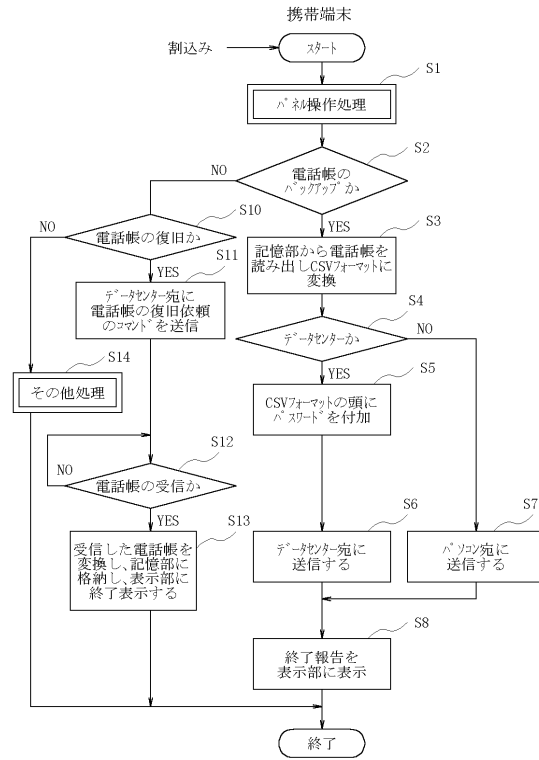 携帯端末
割込み
スタート
S1
パネル操作処理
S2
電話帳の
バックアップか
NO
YES
S10
電話帳の復旧か
NO
YES
S3
記憶部から電話帳を
読み出しCSVフォーマットに
変換
S11
データセンター宛に
電話帳の復旧依頼
のコマンドを送信
S4
データセンターか
NO
YES
S14
その他処理
S5
CSVフォーマットの頭に
パスワードを付加
S12
電話帳の受信か
NO
YES
S13
受信した電話帳を
変換し、記憶部に
格納し、表示部に
終了表示する
S6
データセンター宛に
送信する
S7
パソコン宛に
送信する
S8
終了報告を
表示部に表示
終了